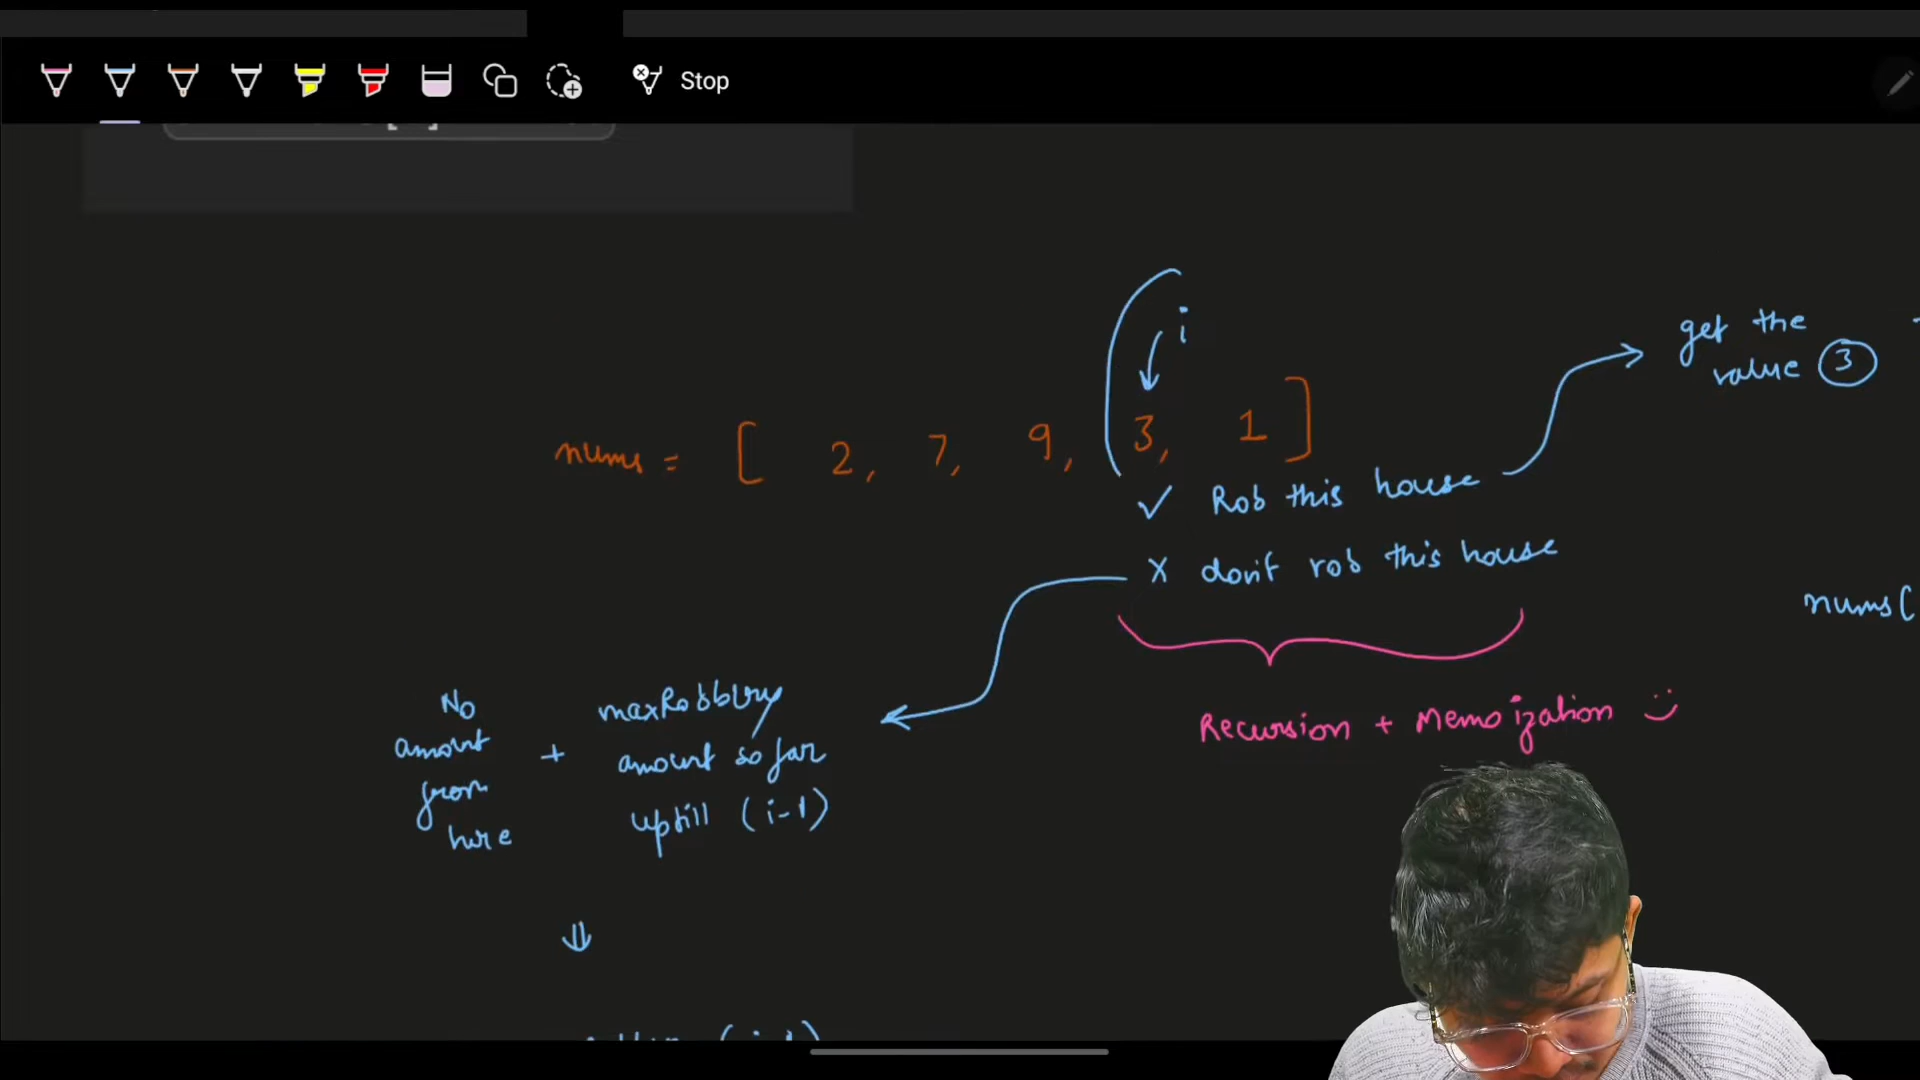 Stop
[ ]
i
get the
value 3
nums = [ 2, 7, 9, 3, 1 ]
✓ Rob this house
x don't rob this house
nums(
No
amount
from
here
+
maxRobbery
amount so far
uptill (i-1)
Recursion + Memoization :)
(i-1)